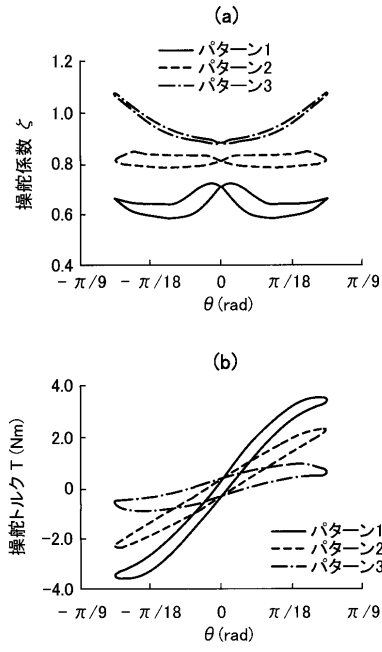 (a)
パターン1
パターン2
パターン3
操舵係数 ζ
1.2
1.0
0.8
0.6
0.4
－π/9 －π/18 0 π/18 π/9
θ(rad)
(b)
操舵トルク T(Nm)
4.0
2.0
0
－2.0
－4.0
パターン1
パターン2
パターン3
－π/9 －π/18 0 π/18 π/9
θ(rad)